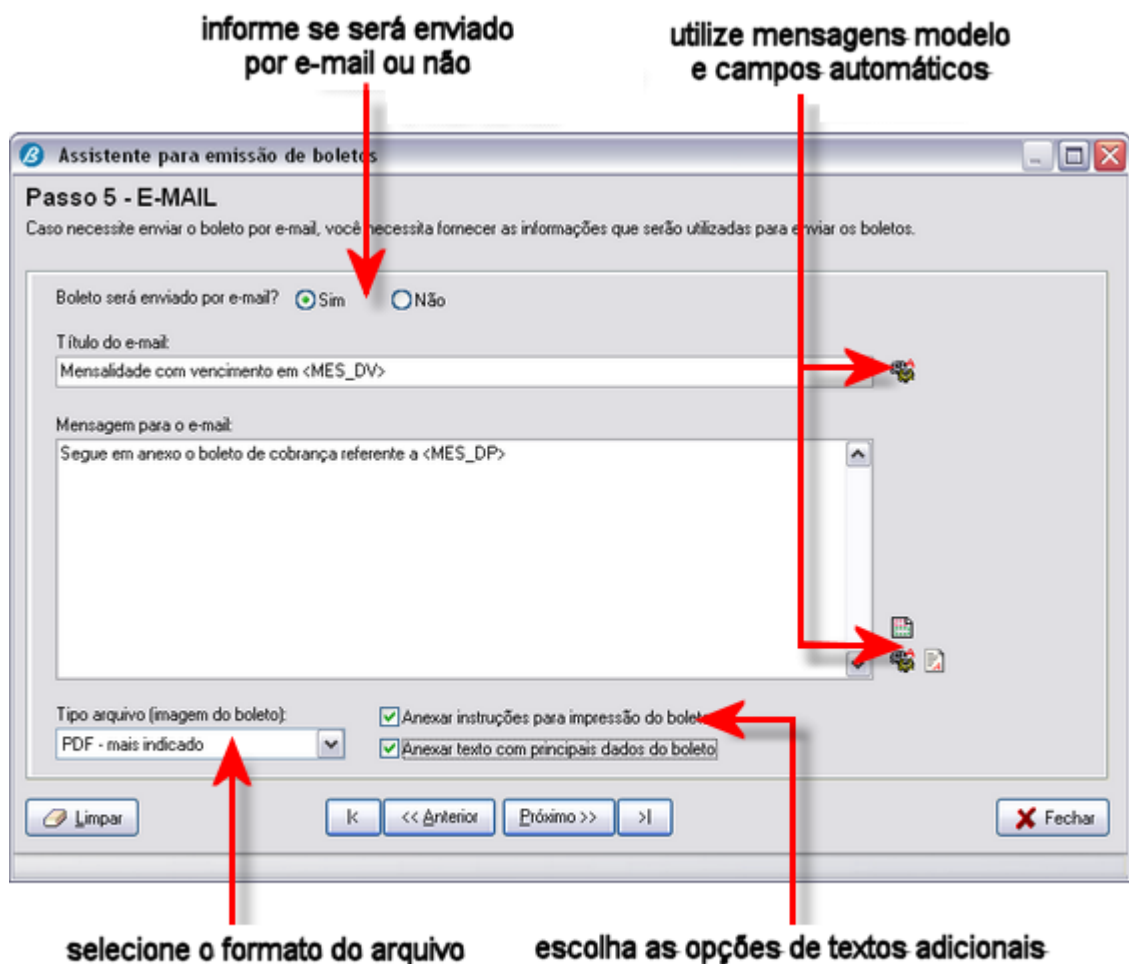 informe se será enviado
por e-mail ou não
utilize mensagens modelo
e campos automáticos
Assistente para emissão de boletos
Passo 5 - E-MAIL
Caso necessite enviar o boleto por e-mail, você necessita fornecer as informações que serão utilizadas para enviar os boletos.
Boleto será enviado por e-mail? Sim Não
Título do e-mail:
Mensalidade com vencimento em <MES_DV>
Mensagem para o e-mail:
Segue em anexo o boleto de cobrança referente a <MES_DP>
Tipo arquivo (imagem do boleto):
PDF - mais indicado
Anexar instruções para impressão do boleto
Anexar texto com principais dados do boleto
Limpar |< << Anterior Próximo >> >| Fechar
selecione o formato do arquivo
escolha as opções de textos adicionais